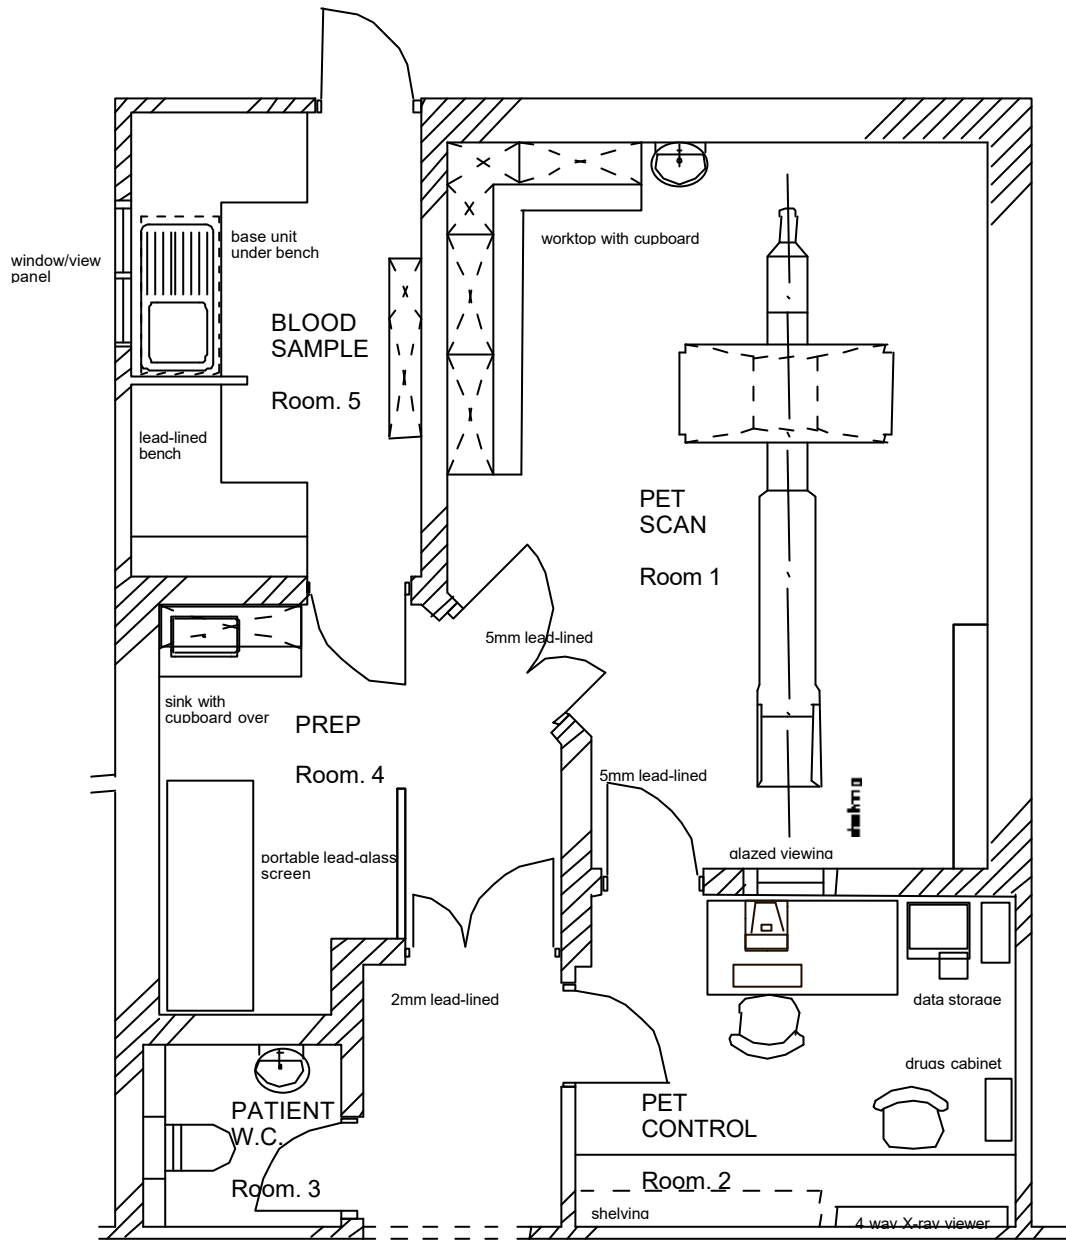 window/view
panel
base unit
under bench
worktop with cupboard
BLOOD
SAMPLE
Room. 5
lead-lined
bench
PET
SCAN
Room 1
5mm lead-lined
sink with
cupboard over
PREP
Room. 4
5mm lead-lined
portable lead-glass
screen
glazed viewing
2mm lead-lined
data storage
drugs cabinet
PATIENT
W.C.
Room. 3
PET
CONTROL
Room. 2
shelving
4 way X-ray viewer